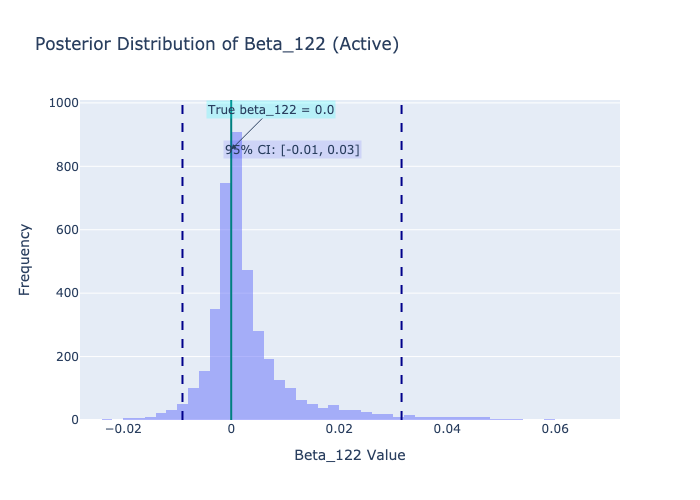 Posterior Distribution of Beta_122 (Active)
True beta_122 = 0.0
95% CI: [-0.01, 0.03]
1000
800
600
400
200
0
Frequency
−0.02
0
0.02
0.04
0.06
Beta_122 Value